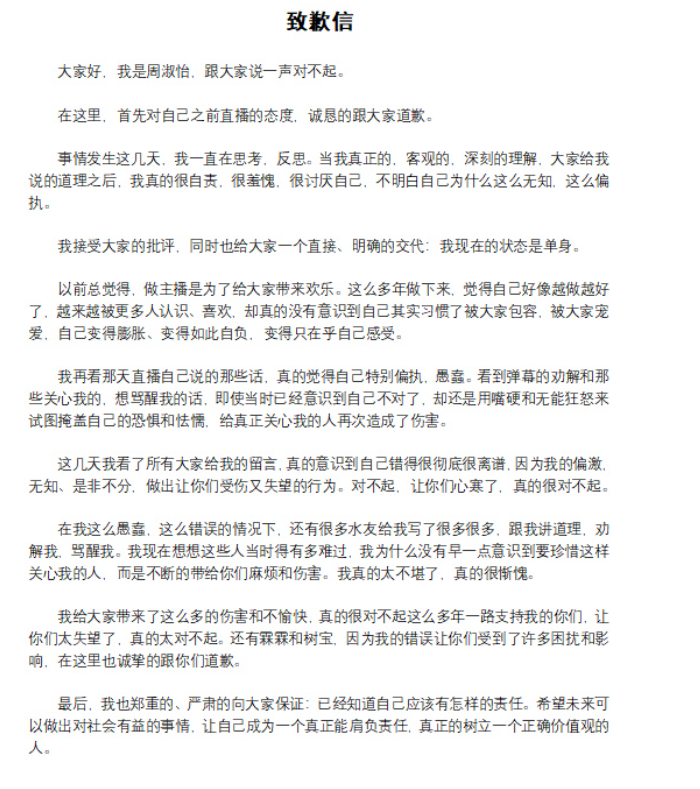 致歉信
大家好，我是周淑怡，跟大家说一声对不起。
在这里，首先对自己之前直播的态度，诚恳的跟大家道歉。
事情发生这几天，我一直在思考、反思。当我真正的，客观的，深刻的理解，大家给我
说的道理之后，我真的很自责，很羞愧，很讨厌自己，不明白自己为什么这么无知，这么偏
执。
我接受大家的批评，同时也给大家一个直接、明确的交代：我现在的状态是单身。
以前总觉得，做主播是为了给大家带来欢乐。这么多年做下来，觉得自己好像越做越好
了，越来越被更多人认识、喜欢，却真的没有意识到自己其实习惯了被大家包容，被大家宠
爱，自己变得膨胀、变得如此自负，变得只在乎自己感受。
我再看那天直播自己说的那些话，真的觉得自己特别偏执，愚蠢。看到弹幕的劝解和那
些关心我的，想骂醒我的话，即使当时已经意识到自己不对了，却还是用嘴硬和无能狂怒来
试图掩盖自己的恐惧和怯懦，给真正关心我的人再次造成了伤害。
这几天我看了所有大家给我的留言，真的意识到自己错得很彻底很离谱，因为我的偏激，
无知、是非不分，做出让你们受伤又失望的行为。对不起，让你们心寒了，真的很对不起。
在我这么愚蠢，这么错误的情况下，还有很多水友给我写了很多很多，跟我讲道理，劝
解我，骂醒我。我现在想想这些人当时得有多难过，我为什么没有早一点意识到要珍惜这样
关心我的人，而是不断的带给你们麻烦和伤害。我真的太不堪了，真的很惭愧。
我给大家带来了这么多的伤害和不愉快，真的很对不起这么多年一路支持我的你们，让
你们太失望了，真的太对不起。还有霖霖和树宝，因为我的错误让你们受到了许多困扰和影
响，在这里也诚挚的跟你们道歉。
最后，我也郑重的、严肃的向大家保证：已经知道自己应该有怎样的责任。希望未来可
以做出对社会有益的事情，让自己成为一个真正能肩负责任，真正的树立一个正确价值观的
人。